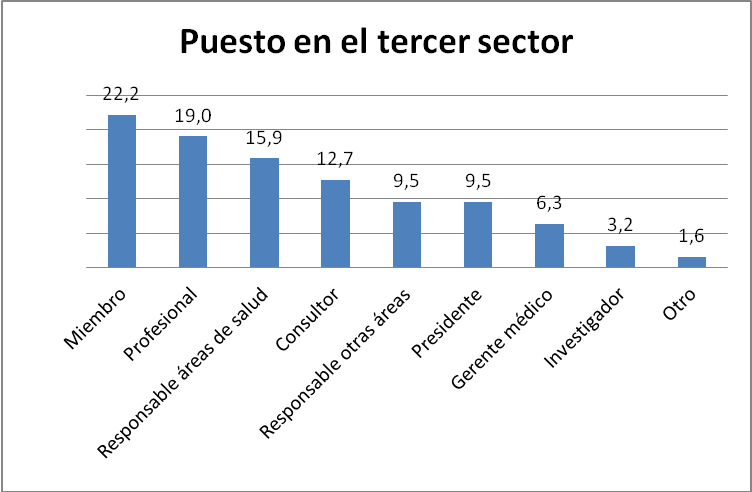 Puesto en el tercer sector
22,2
19,0
15,9
12,7
9,5
9,5
6,3
3,2
1,6
Miembro
Profesional
Responsable áreas de salud
Consultor
Responsable otras áreas
Presidente
Gerente médico
Investigador
Otro